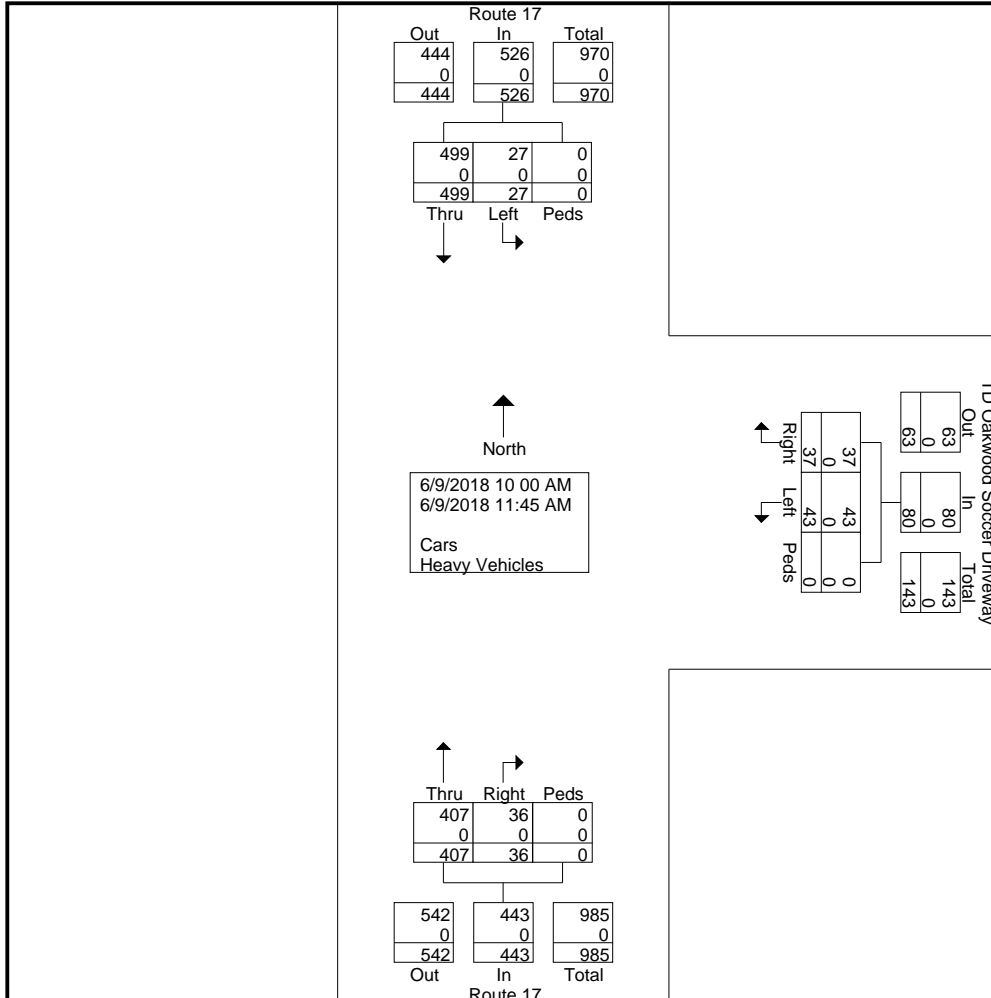 Route 17
Out In Total
444 526 970
0 0 0
444 526 970
499 27 0
0 0 0
499 27 0
Thru Left Peds
North
6/9/2018 10 00 AM
6/9/2018 11:45 AM
Cars
Heavy Vehicles
TD Oakwood Soccer Driveway
Out In Total
63 80 143
0 0 0
63 80 143
37 43 0
0 0 0
37 43 0
Right Left Peds
Thru Right Peds
407 36 0
0 0 0
407 36 0
542 443 985
0 0 0
542 443 985
Out In Total
Route 17